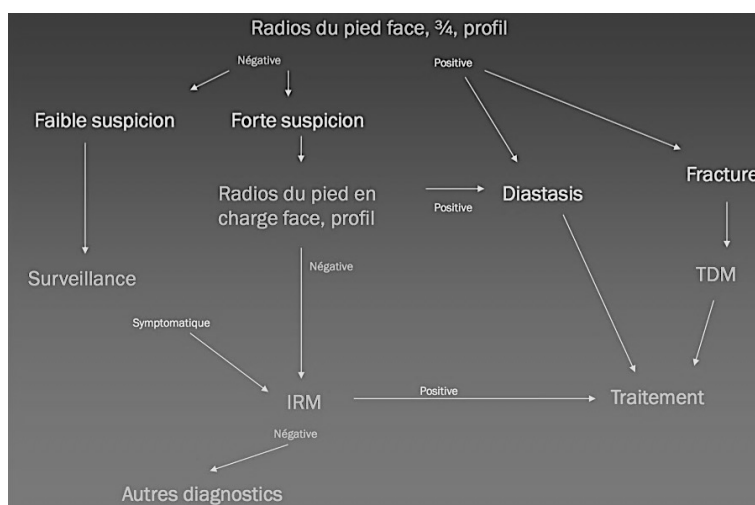 Radios du pied face, ¾, profil
Négative
Positive
Faible suspicion
Forte suspicion
Radios du pied en
charge face, profil
Positive
Diastasis
Fracture
Négative
Surveillance
TDM
Symptomatique
IRM
Positive
Traitement
Négative
Autres diagnostics